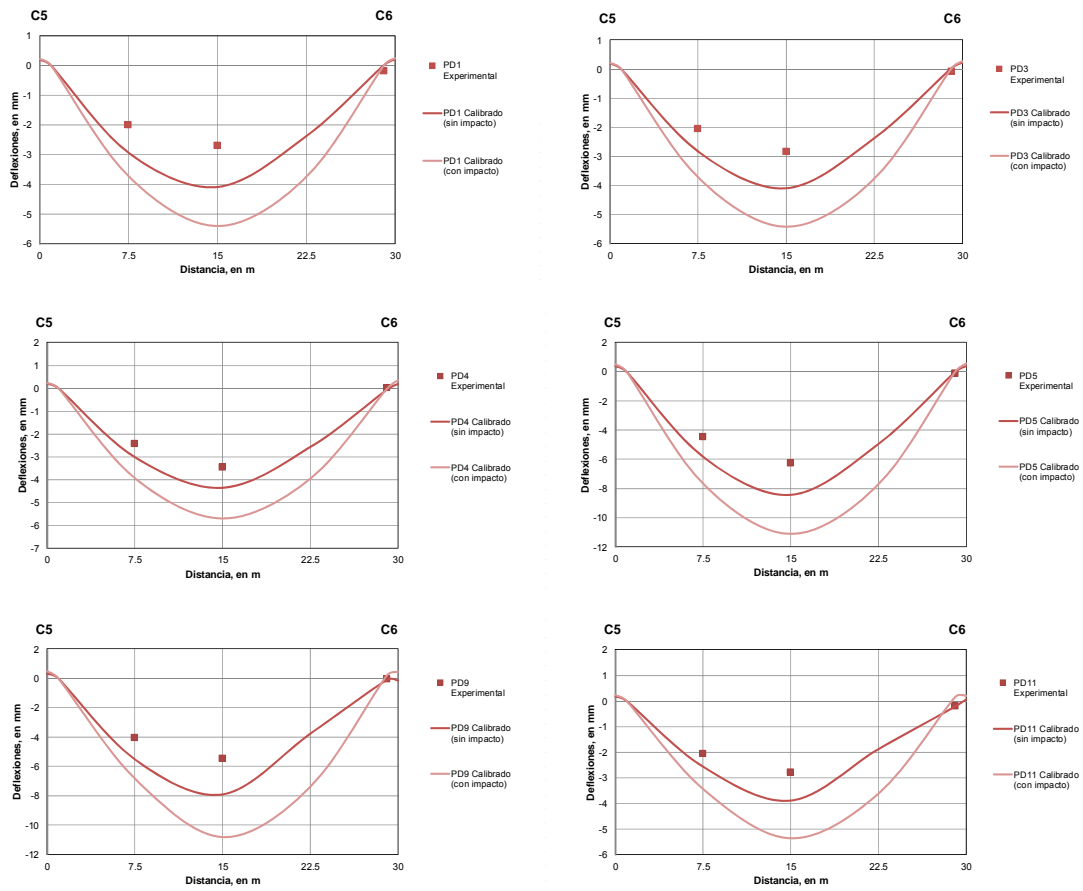 C5 C6
1
0
-1
-2
-3
-4
-5
-6
0 7.5 15 22.5 30
Deflexiones, en mm
Distancia, en m
PD1
Experimental
PD1 Calibrado
(sin impacto)
PD1 Calibrado
(con impacto)
C5 C6
1
0
-1
-2
-3
-4
-5
-6
0 7.5 15 22.5 30
Deflexiones, en mm
Distancia, en m
PD3
Experimental
PD3 Calibrado
(sin impacto)
PD3 Calibrado
(con impacto)
C5 C6
2
1
0
-1
-2
-3
-4
-5
-6
-7
0 7.5 15 22.5 30
Deflexiones, en mm
Distancia, en m
PD4
Experimental
PD4 Calibrado
(sin impacto)
PD4 Calibrado
(con impacto)
C5 C6
2
0
-2
-4
-6
-8
-10
-12
0 7.5 15 22.5 30
Deflexiones, en mm
Distancia, en m
PD5
Experimental
PD5 Calibrado
(sin impacto)
PD5 Calibrado
(con impacto)
C5 C6
2
0
-2
-4
-6
-8
-10
-12
0 7.5 15 22.5 30
Deflexiones, en mm
Distancia, en m
PD9
Experimental
PD9 Calibrado
(sin impacto)
PD9 Calibrado
(con impacto)
C5 C6
2
1
0
-1
-2
-3
-4
-5
-6
0 7.5 15 22.5 30
Deflexiones, en mm
Distancia, en m
PD11
Experimental
PD11 Calibrado
(sin impacto)
PD11 Calibrado
(con impacto)